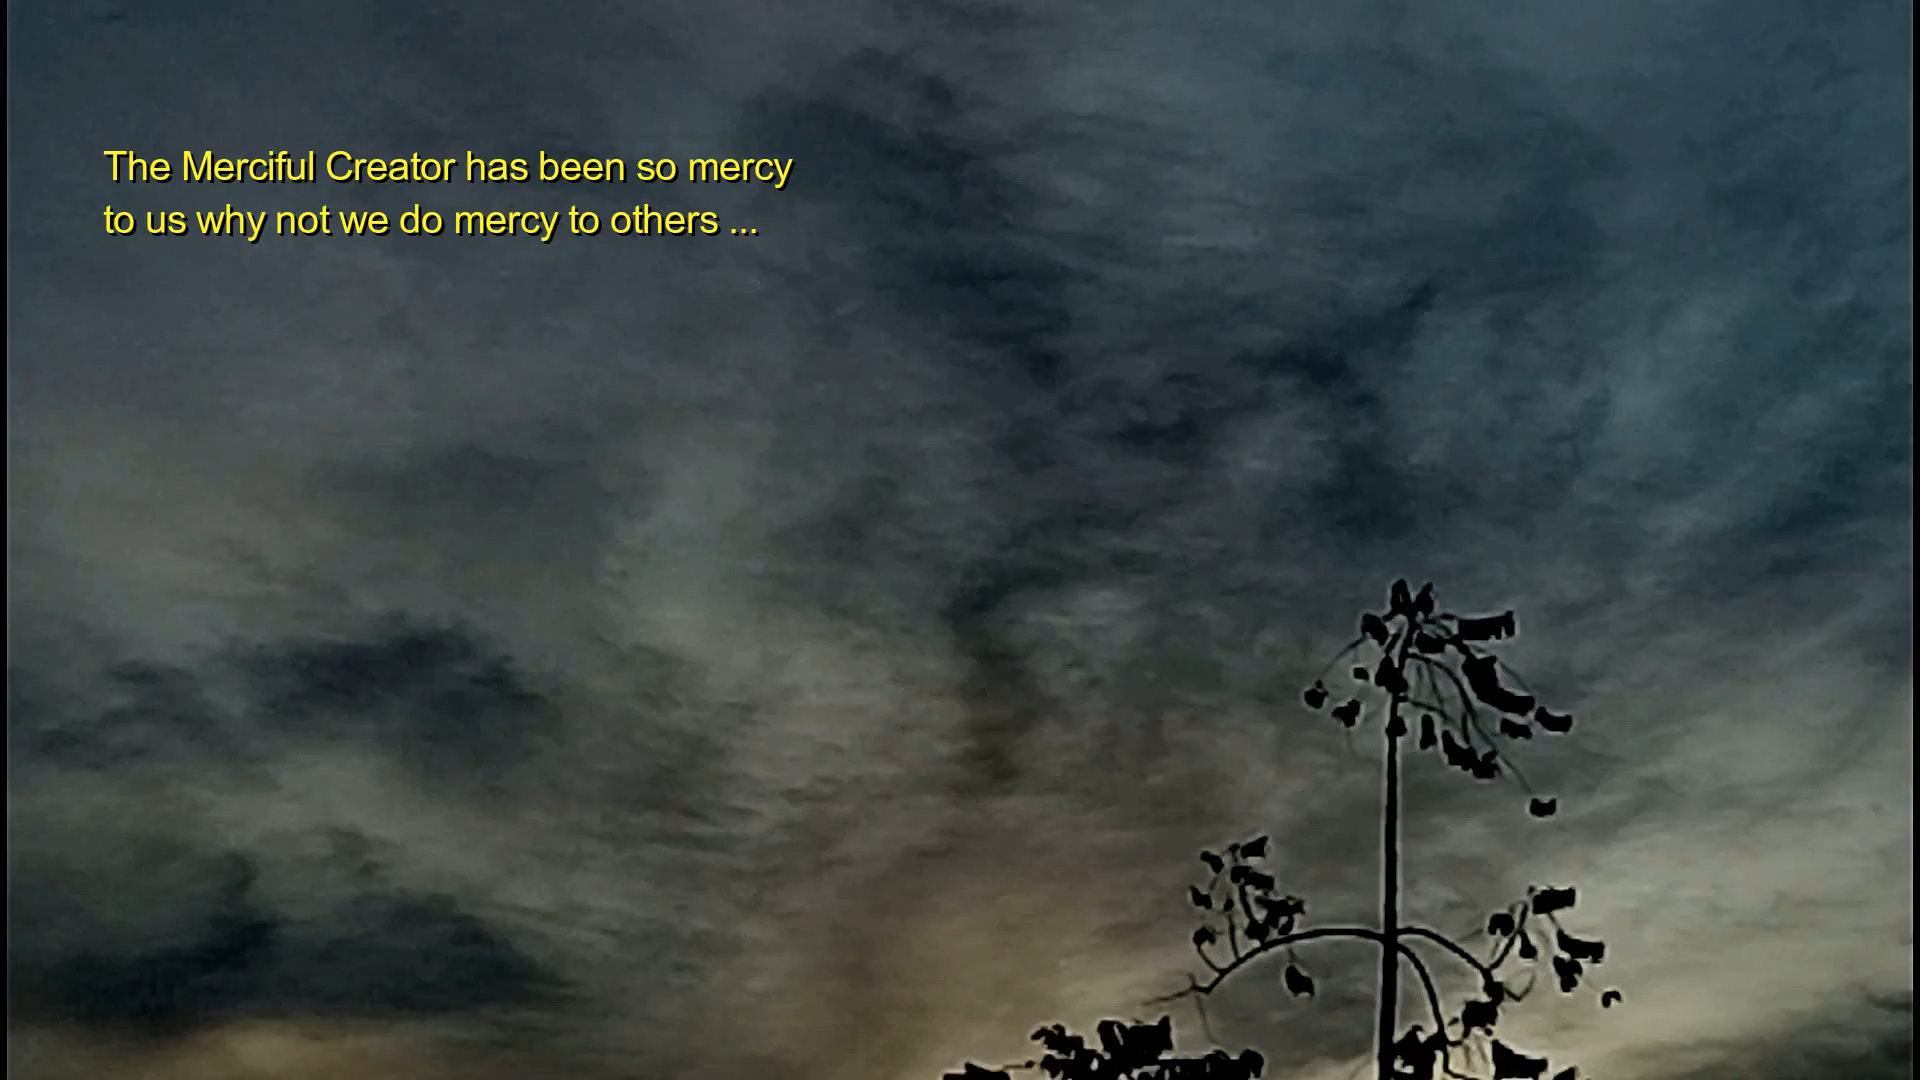 The Merciful Creator has been so mercy
to us why not we do mercy to others ...